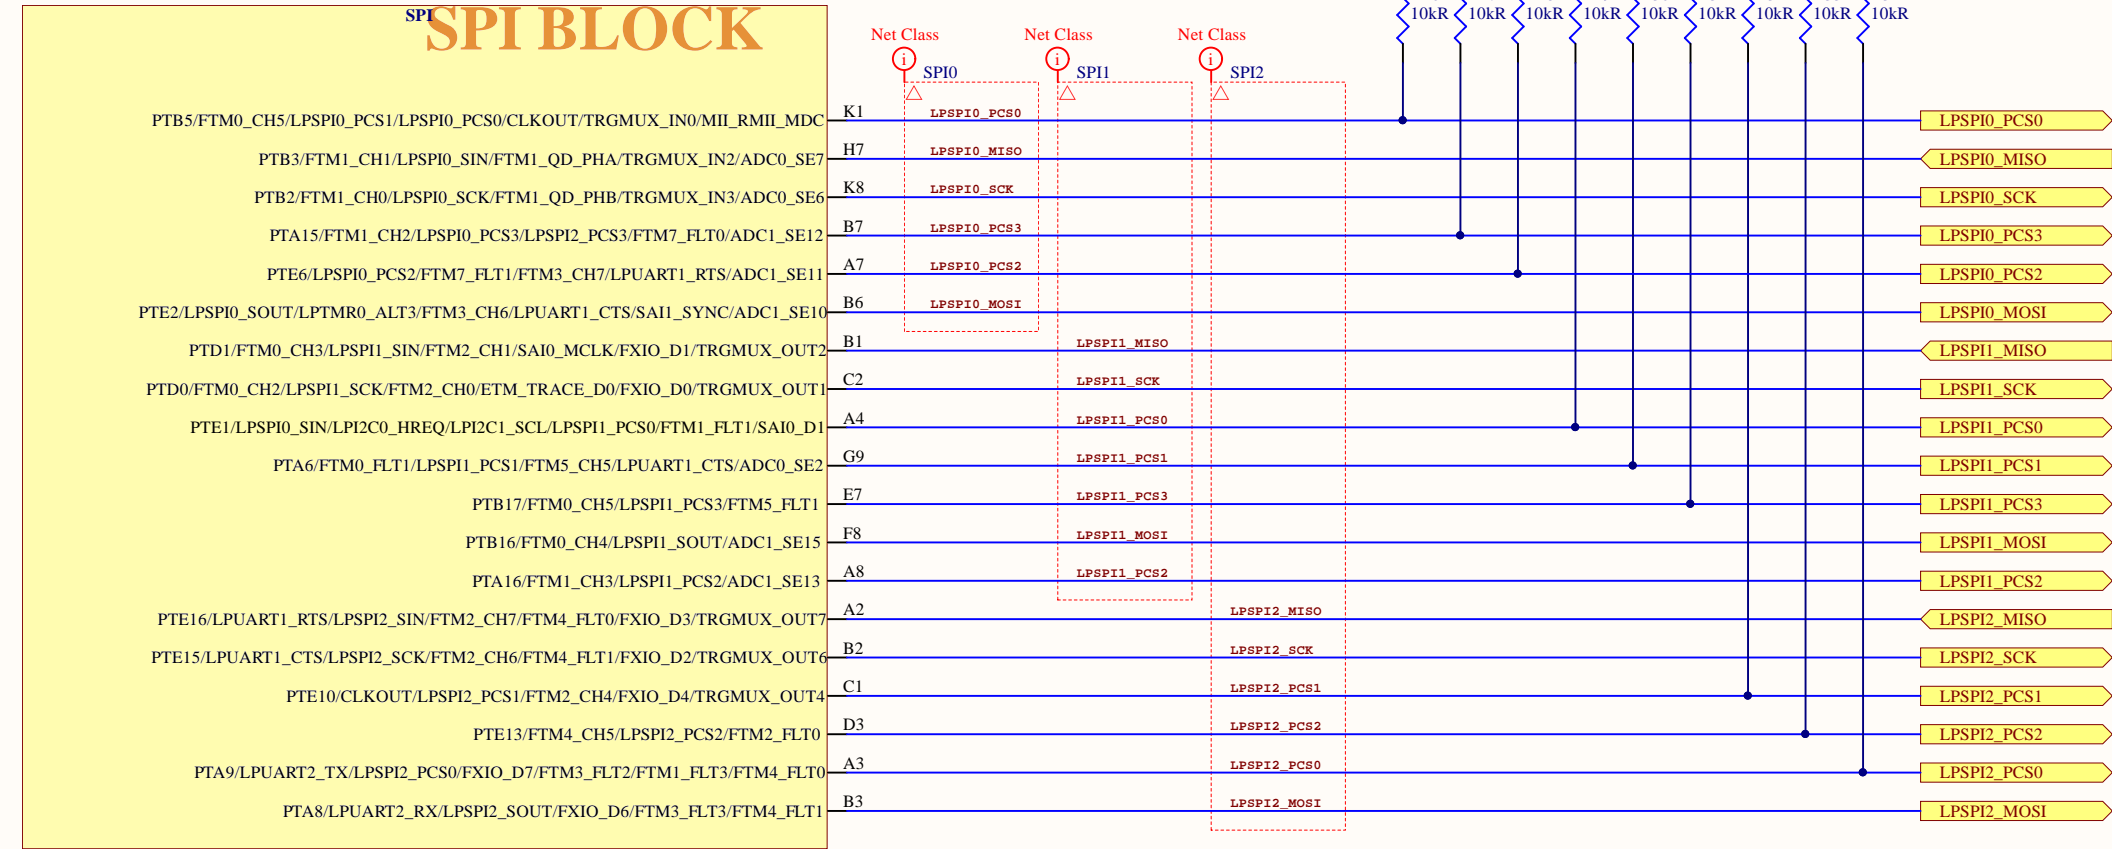 SPI
SPI BLOCK
10kR 10kR 10kR 10kR 10kR 10kR 10kR 10kR 10kR
Net Class Net Class Net Class
i SPI0 i SPI1 i SPI2
PTB5/FTM0_CH5/LPSPI0_PCS1/LPSPI0_PCS0/CLKOUT/TRGMUX_IN0/MII_RMII_MDC K1 LPSPI0_PCS0 LPSPI0_PCS0
PTB3/FTM1_CH1/LPSPI0_SIN/FTM1_QD_PHA/TRGMUX_IN2/ADC0_SE7 H7 LPSPI0_MISO LPSPI0_MISO
PTB2/FTM1_CH0/LPSPI0_SCK/FTM1_QD_PHB/TRGMUX_IN3/ADC0_SE6 K8 LPSPI0_SCK LPSPI0_SCK
PTA15/FTM1_CH2/LPSPI0_PCS3/LPSPI2_PCS3/FTM7_FLT0/ADC1_SE12 B7 LPSPI0_PCS3 LPSPI0_PCS3
PTE6/LPSPI0_PCS2/FTM7_FLT1/FTM3_CH7/LPUART1_RTS/ADC1_SE11 A7 LPSPI0_PCS2 LPSPI0_PCS2
PTE2/LPSPI0_SOUT/LPTMR0_ALT3/FTM3_CH6/LPUART1_CTS/SAI1_SYNC/ADC1_SE10 B6 LPSPI0_MOSI LPSPI0_MOSI
PTD1/FTM0_CH3/LPSPI1_SIN/FTM2_CH1/SAI0_MCLK/FXIO_D1/TRGMUX_OUT2 B1 LPSPI1_MISO LPSPI1_MISO
PTD0/FTM0_CH2/LPSPI1_SCK/FTM2_CH0/ETM_TRACE_D0/FXIO_D0/TRGMUX_OUT1 C2 LPSPI1_SCK LPSPI1_SCK
PTE1/LPSPI0_SIN/LPI2C0_HREQ/LPI2C1_SCL/LPSPI1_PCS0/FTM1_FLT1/SAI0_D1 A4 LPSPI1_PCS0 LPSPI1_PCS0
PTA6/FTM0_FLT1/LPSPI1_PCS1/FTM5_CH5/LPUART1_CTS/ADC0_SE2 G9 LPSPI1_PCS1 LPSPI1_PCS1
PTB17/FTM0_CH5/LPSPI1_PCS3/FTM5_FLT1 E7 LPSPI1_PCS3 LPSPI1_PCS3
PTB16/FTM0_CH4/LPSPI1_SOUT/ADC1_SE15 F8 LPSPI1_MOSI LPSPI1_MOSI
PTA16/FTM1_CH3/LPSPI1_PCS2/ADC1_SE13 A8 LPSPI1_PCS2 LPSPI1_PCS2
PTE16/LPUART1_RTS/LPSPI2_SIN/FTM2_CH7/FTM4_FLT0/FXIO_D3/TRGMUX_OUT7 A2 LPSPI2_MISO LPSPI2_MISO
PTE15/LPUART1_CTS/LPSPI2_SCK/FTM2_CH6/FTM4_FLT1/FXIO_D2/TRGMUX_OUT6 B2 LPSPI2_SCK LPSPI2_SCK
PTE10/CLKOUT/LPSPI2_PCS1/FTM2_CH4/FXIO_D4/TRGMUX_OUT4 C1 LPSPI2_PCS1 LPSPI2_PCS1
PTE13/FTM4_CH5/LPSPI2_PCS2/FTM2_FLT0 D3 LPSPI2_PCS2 LPSPI2_PCS2
PTA9/LPUART2_TX/LPSPI2_PCS0/FXIO_D7/FTM3_FLT2/FTM1_FLT3/FTM4_FLT0 A3 LPSPI2_PCS0 LPSPI2_PCS0
PTA8/LPUART2_RX/LPSPI2_SOUT/FXIO_D6/FTM3_FLT3/FTM4_FLT1 B3 LPSPI2_MOSI LPSPI2_MOSI